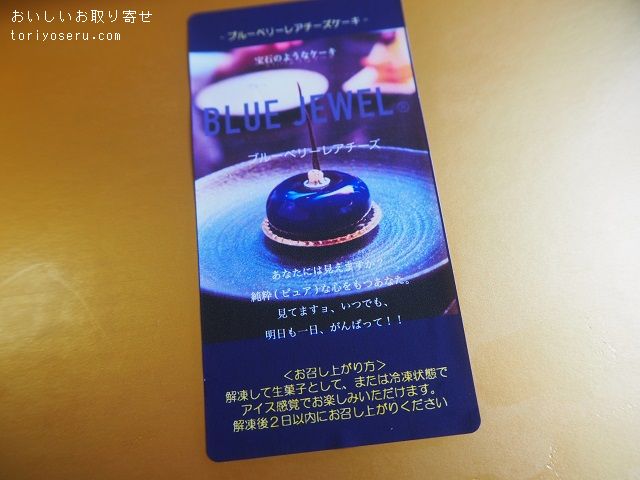 おいしいお取り寄せ
toriyoseru.com
- ブルーベリーレアチーズケーキ -
宝石のようなケーキ
BLUE JEWEL®
ブルーベリーレアチーズ
あなたには見えますか？
純粋(ピュア)な心をもつあなた。
見てますョ、いつでも、
明日も一日、がんばって！！
＜お召し上がり方＞
解凍して生菓子として、または冷凍状態で
アイス感覚でお楽しみいただけます。
解凍後２日以内にお召し上がりください